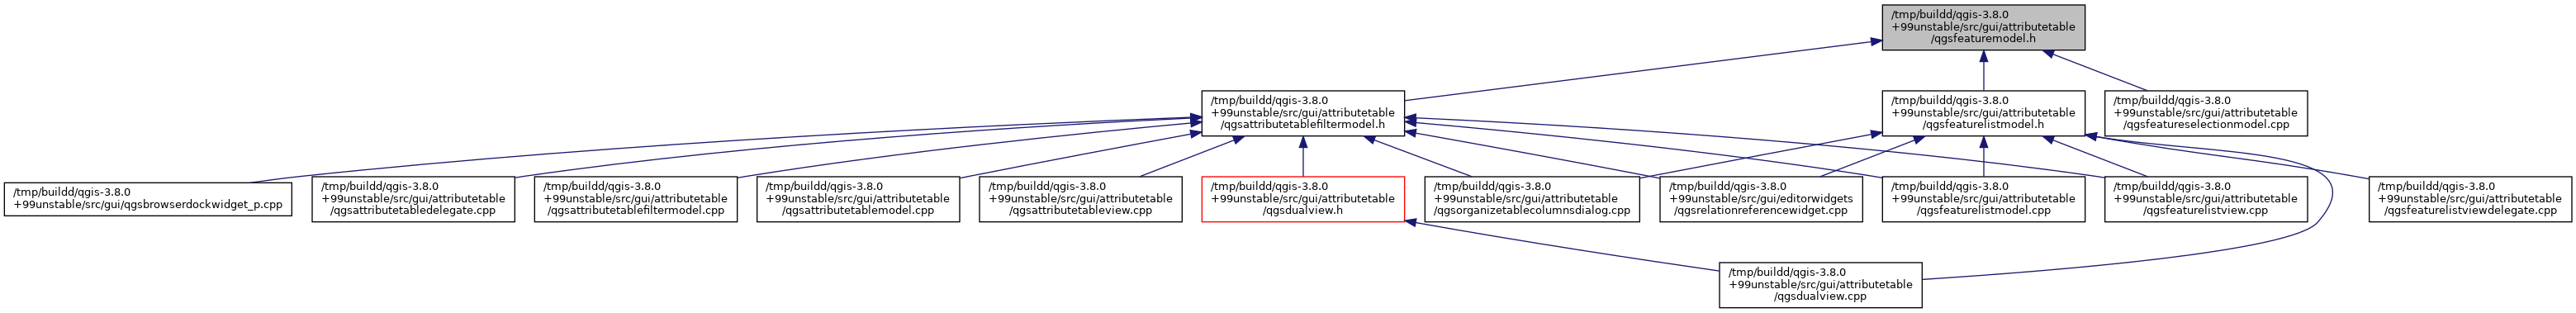 /tmp/buildd/qgis-3.8.0
+99unstable/src/gui/attributetable
/qgsfeaturemodel.h
/tmp/buildd/qgis-3.8.0
+99unstable/src/gui/attributetable
/qgsattributetablefiltermodel.h
/tmp/buildd/qgis-3.8.0
+99unstable/src/gui/attributetable
/qgsfeaturelistmodel.h
/tmp/buildd/qgis-3.8.0
+99unstable/src/gui/attributetable
/qgsfeatureselectionmodel.cpp
/tmp/buildd/qgis-3.8.0
+99unstable/src/gui/qgsbrowserdockwidget_p.cpp
/tmp/buildd/qgis-3.8.0
+99unstable/src/gui/attributetable
/qgsattributetabledelegate.cpp
/tmp/buildd/qgis-3.8.0
+99unstable/src/gui/attributetable
/qgsattributetablefiltermodel.cpp
/tmp/buildd/qgis-3.8.0
+99unstable/src/gui/attributetable
/qgsattributetablemodel.cpp
/tmp/buildd/qgis-3.8.0
+99unstable/src/gui/attributetable
/qgsattributetableview.cpp
/tmp/buildd/qgis-3.8.0
+99unstable/src/gui/attributetable
/qgsdualview.h
/tmp/buildd/qgis-3.8.0
+99unstable/src/gui/attributetable
/qgsorganizetablecolumnsdialog.cpp
/tmp/buildd/qgis-3.8.0
+99unstable/src/gui/editorwidgets
/qgsrelationreferencewidget.cpp
/tmp/buildd/qgis-3.8.0
+99unstable/src/gui/attributetable
/qgsfeaturelistmodel.cpp
/tmp/buildd/qgis-3.8.0
+99unstable/src/gui/attributetable
/qgsfeaturelistview.cpp
/tmp/buildd/qgis-3.8.0
+99unstable/src/gui/attributetable
/qgsfeaturelistviewdelegate.cpp
/tmp/buildd/qgis-3.8.0
+99unstable/src/gui/attributetable
/qgsdualview.cpp